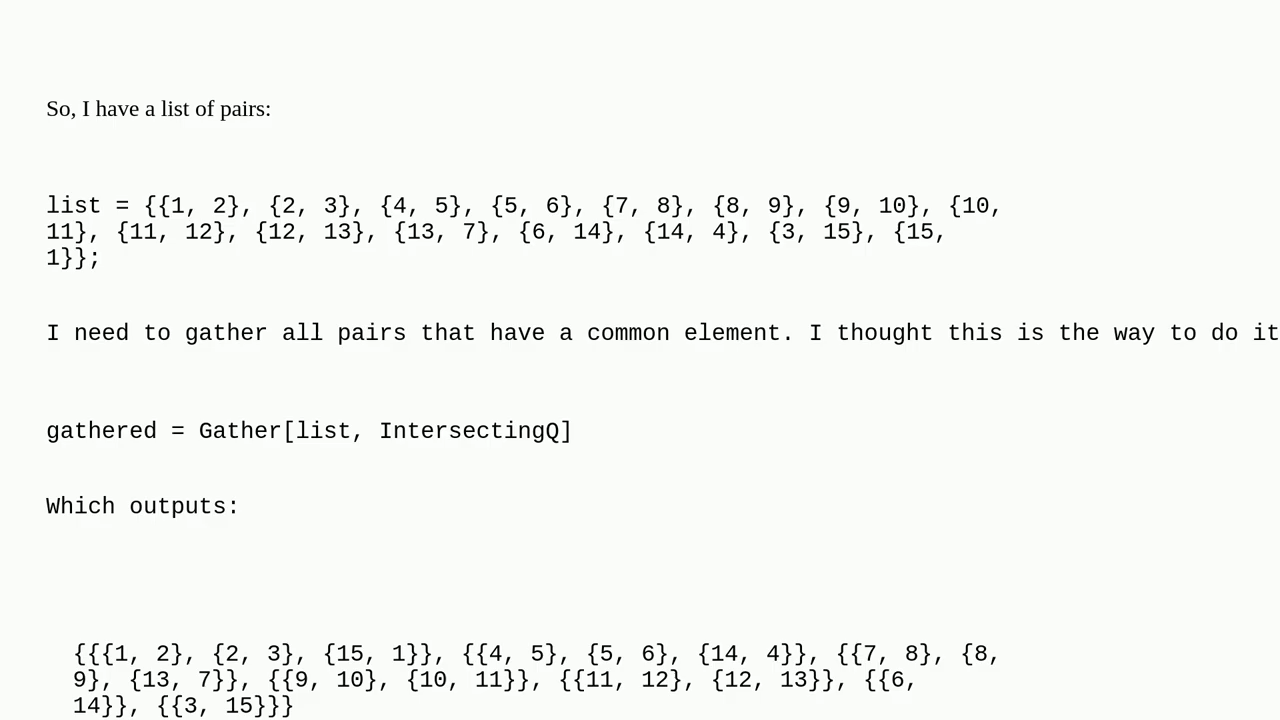 So, I have a list of pairs:
list = {{1, 2}, {2, 3}, {4, 5}, {5, 6}, {7, 8}, {8, 9}, {9, 10}, {10,
11}, {11, 12}, {12, 13}, {13, 7}, {6, 14}, {14, 4}, {3, 15}, {15,
1}};
I need to gather all pairs that have a common element. I thought this is the way to do it
gathered = Gather[list, IntersectingQ]
Which outputs:
{{{1, 2}, {2, 3}, {15, 1}}, {{4, 5}, {5, 6}, {14, 4}}, {{7, 8}, {8,
9}, {13, 7}}, {{9, 10}, {10, 11}}, {{11, 12}, {12, 13}}, {{6,
14}}, {{3, 15}}}